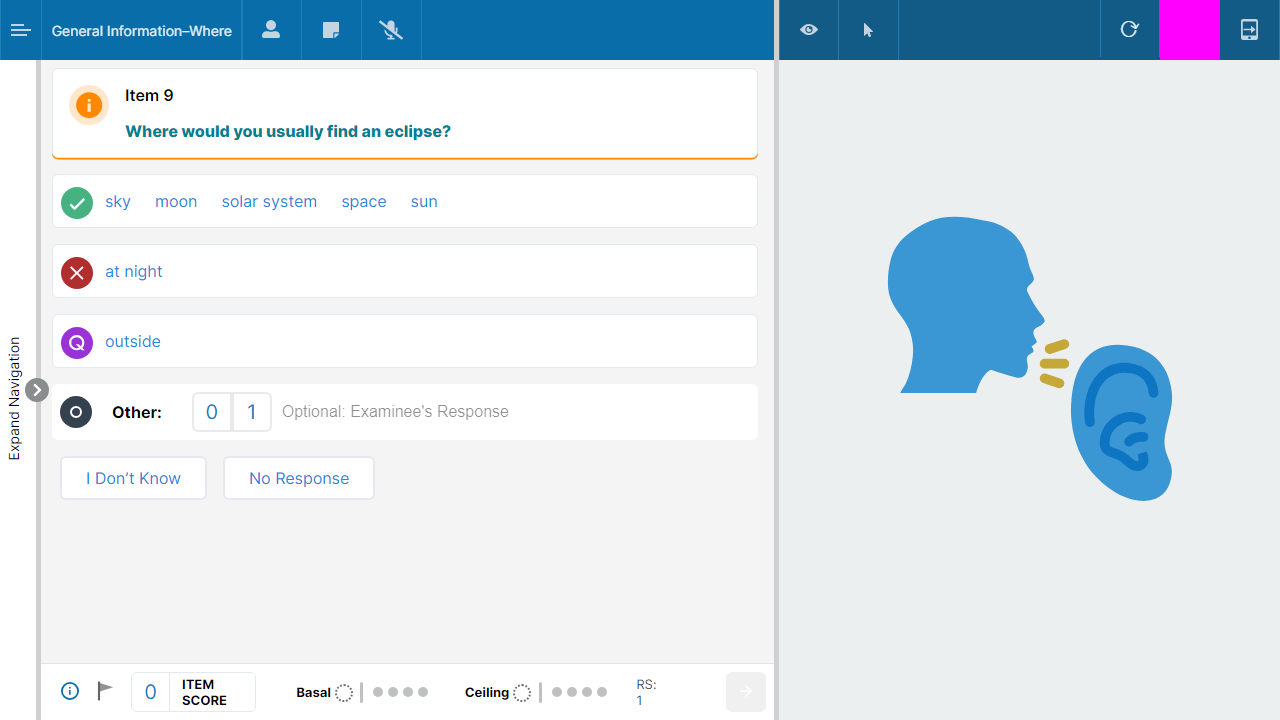 General Information–Where
Item 9
Where would you usually find an eclipse?
sky moon solar system space sun
at night
Q outside
Other: 0 1 Optional: Examinee's Response
I Don’t Know No Response
Expand Navigation
0 ITEM SCORE Basal Ceiling RS: 1